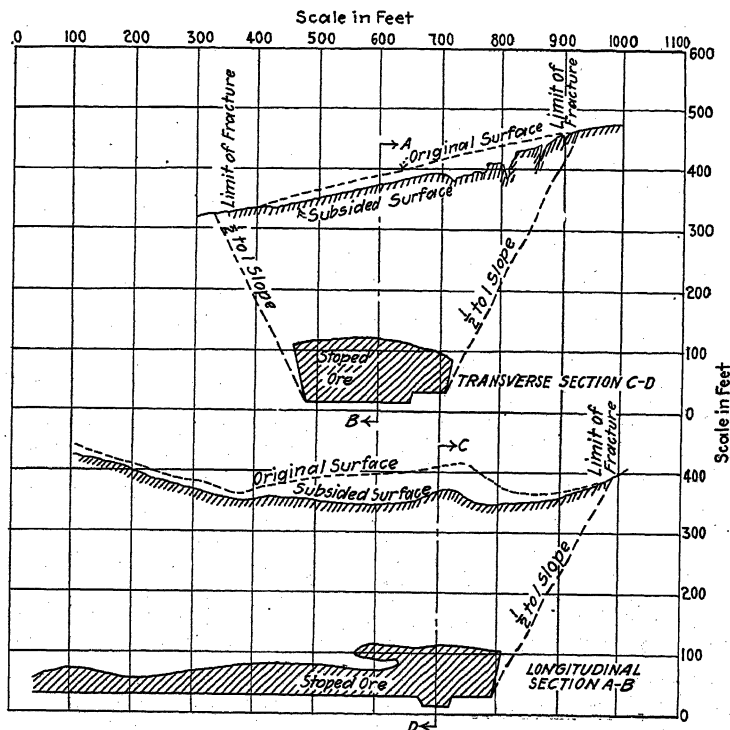 Scale in Feet
0 100 200 300 400 500 600 700 800 900 1000 1100
600
500
400
300
200
100
0
Scale in Feet
Limit of Fracture
Limit of
Fracture
A
Original Surface
Subsided Surface
½ to 1 Slope
½ to 1 Slope
Stoped
Ore
TRANSVERSE SECTION C-D
B
C
Limit of
Fracture
Original Surface
Subsided Surface
400
300
200
100
0
½ to 1 Slope
Stoped Ore
LONGITUDINAL
SECTION A-B
D